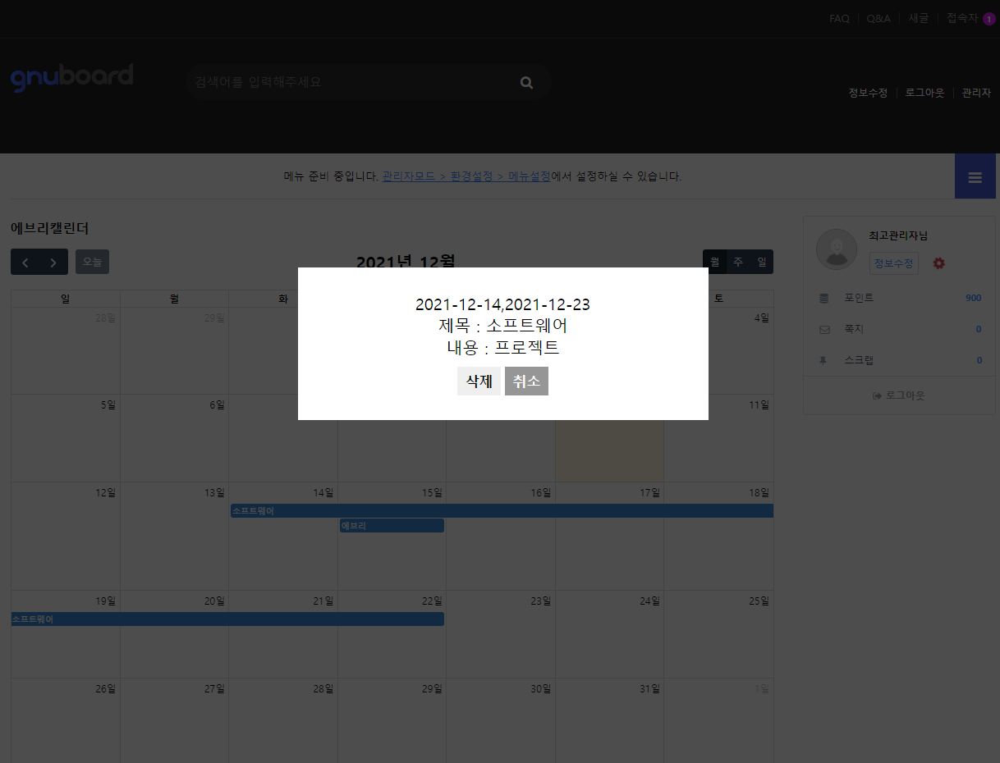 FAQ Q&A 새글 접속자 1
gnuboard
검색어를 입력해주세요
정보수정 로그아웃 관리자
메뉴 준비 중입니다. 관리자모드 > 환경설정 > 메뉴설정에서 설정하실 수 있습니다.
에브리캘린더
오늘
2021년 12월
월 주 일
최고관리자님
정보수정
포인트 900
쪽지 0
스크랩 0
로그아웃
2021-12-14,2021-12-23
제목 : 소프트웨어
내용 : 프로젝트
삭제 취소
일 월 화 토
28일 29일 4일
5일 6일 11일
12일 13일 14일 15일 16일 17일 18일
소프트웨어
에브리
19일 20일 21일 22일 23일 24일 25일
소프트웨어
26일 27일 28일 29일 30일 31일 1일